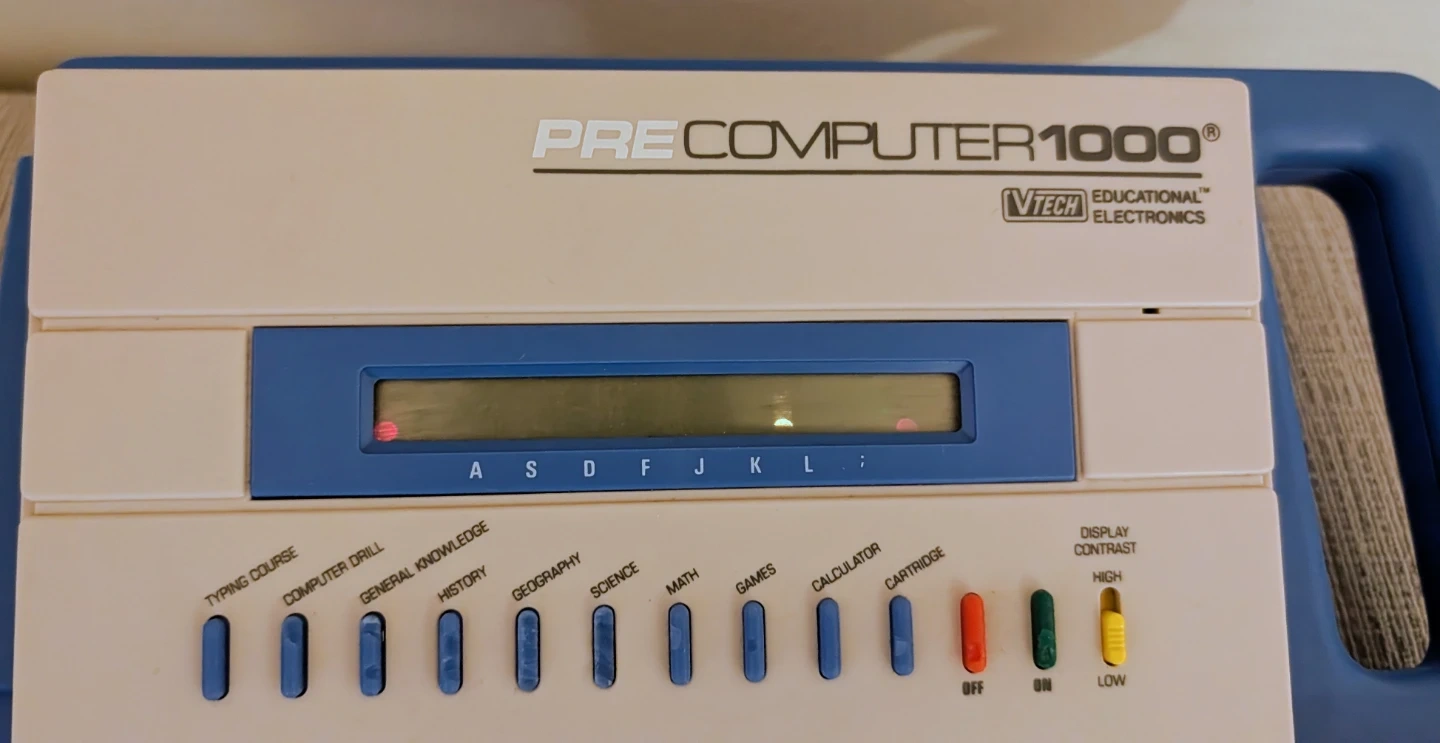 PRECOMPUTER1000®
VTECH EDUCATIONAL™
ELECTRONICS
A S D F J K L ;
TYPING COURSE
COMPUTER DRILL
GENERAL KNOWLEDGE
HISTORY
GEOGRAPHY
SCIENCE
MATH
GAMES
CALCULATOR
CARTRIDGE
DISPLAY
CONTRAST
HIGH
OFF
ON
LOW